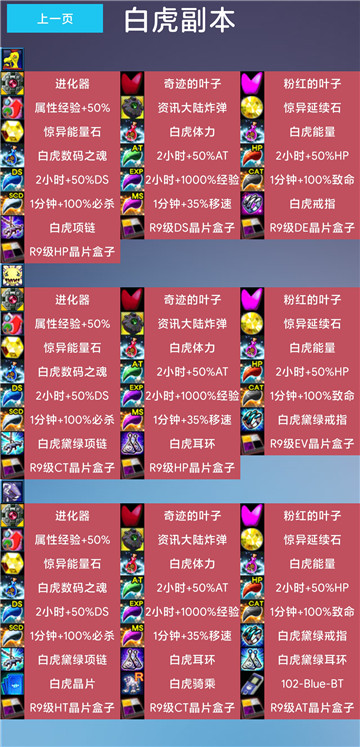 上一页
白虎副本
进化器 奇迹的叶子 粉红的叶子
属性经验+50% 资讯大陆炸弹 惊异延续石
惊异能量石 白虎体力 白虎能量
白虎数码之魂 AT 2小时+50%AT HP 2小时+50%HP
DS 2小时+50%DS EXP 2小时+1000%经验 CAT 1分钟+100%致命
SCD 1分钟+100%必杀 MS 1分钟+35%移速 白虎戒指
白虎项链 R9级DS晶片盒子 R9级DE晶片盒子
R9级HP晶片盒子
进化器 奇迹的叶子 粉红的叶子
属性经验+50% 资讯大陆炸弹 惊异延续石
惊异能量石 白虎体力 白虎能量
白虎数码之魂 AT 2小时+50%AT HP 2小时+50%HP
DS 2小时+50%DS EXP 2小时+1000%经验 CAT 1分钟+100%致命
SCD 1分钟+100%必杀 MS 1分钟+35%移速 白虎黛绿戒指
白虎黛绿项链 白虎耳环 R9级EV晶片盒子
R9级CT晶片盒子 R9级HP晶片盒子
进化器 奇迹的叶子 粉红的叶子
属性经验+50% 资讯大陆炸弹 惊异延续石
惊异能量石 白虎体力 白虎能量
白虎数码之魂 AT 2小时+50%AT HP 2小时+50%HP
DS 2小时+50%DS EXP 2小时+1000%经验 CAT 1分钟+100%致命
SCD 1分钟+100%必杀 MS 1分钟+35%移速 白虎黛绿戒指
白虎黛绿项链 白虎耳环 白虎黛绿耳环
白虎晶片 R 白虎骑乘 102-Blue-BT
R9级HT晶片盒子 R9级CT晶片盒子 R9级AT晶片盒子